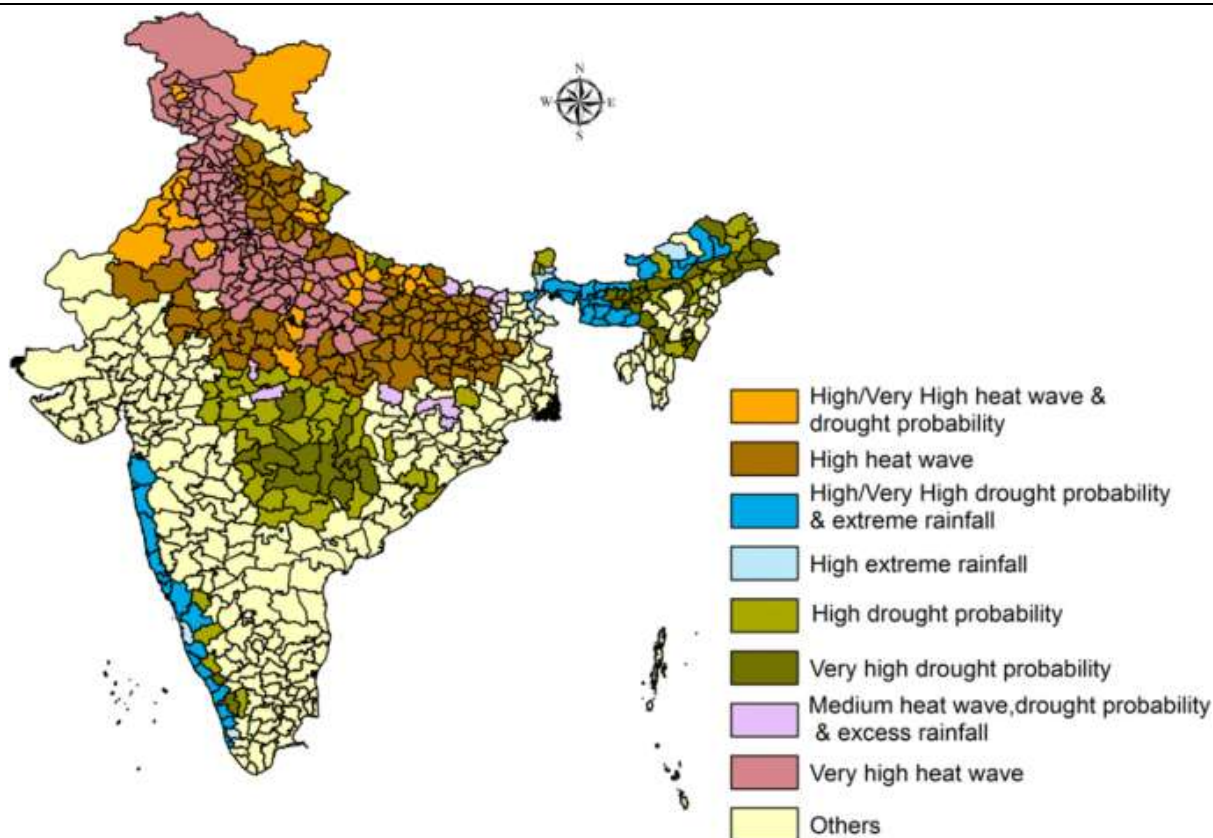 N
W E
S
High/Very High heat wave &
drought probability
High heat wave
High/Very High drought probability
& extreme rainfall
High extreme rainfall
High drought probability
Very high drought probability
Medium heat wave,drought probability
& excess rainfall
Very high heat wave
Others